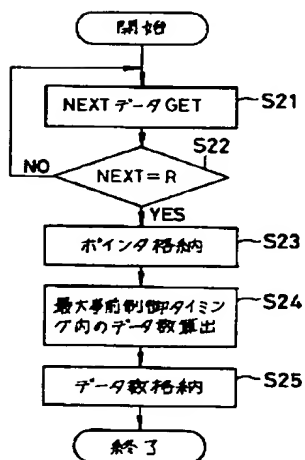 開始
NEXTデータGET
S21
S22
NEXT=R
NO
YES
ポインタ格納
S23
最大事前制御タイミ
ング内のデータ数算出
S24
データ数格納
S25
終了